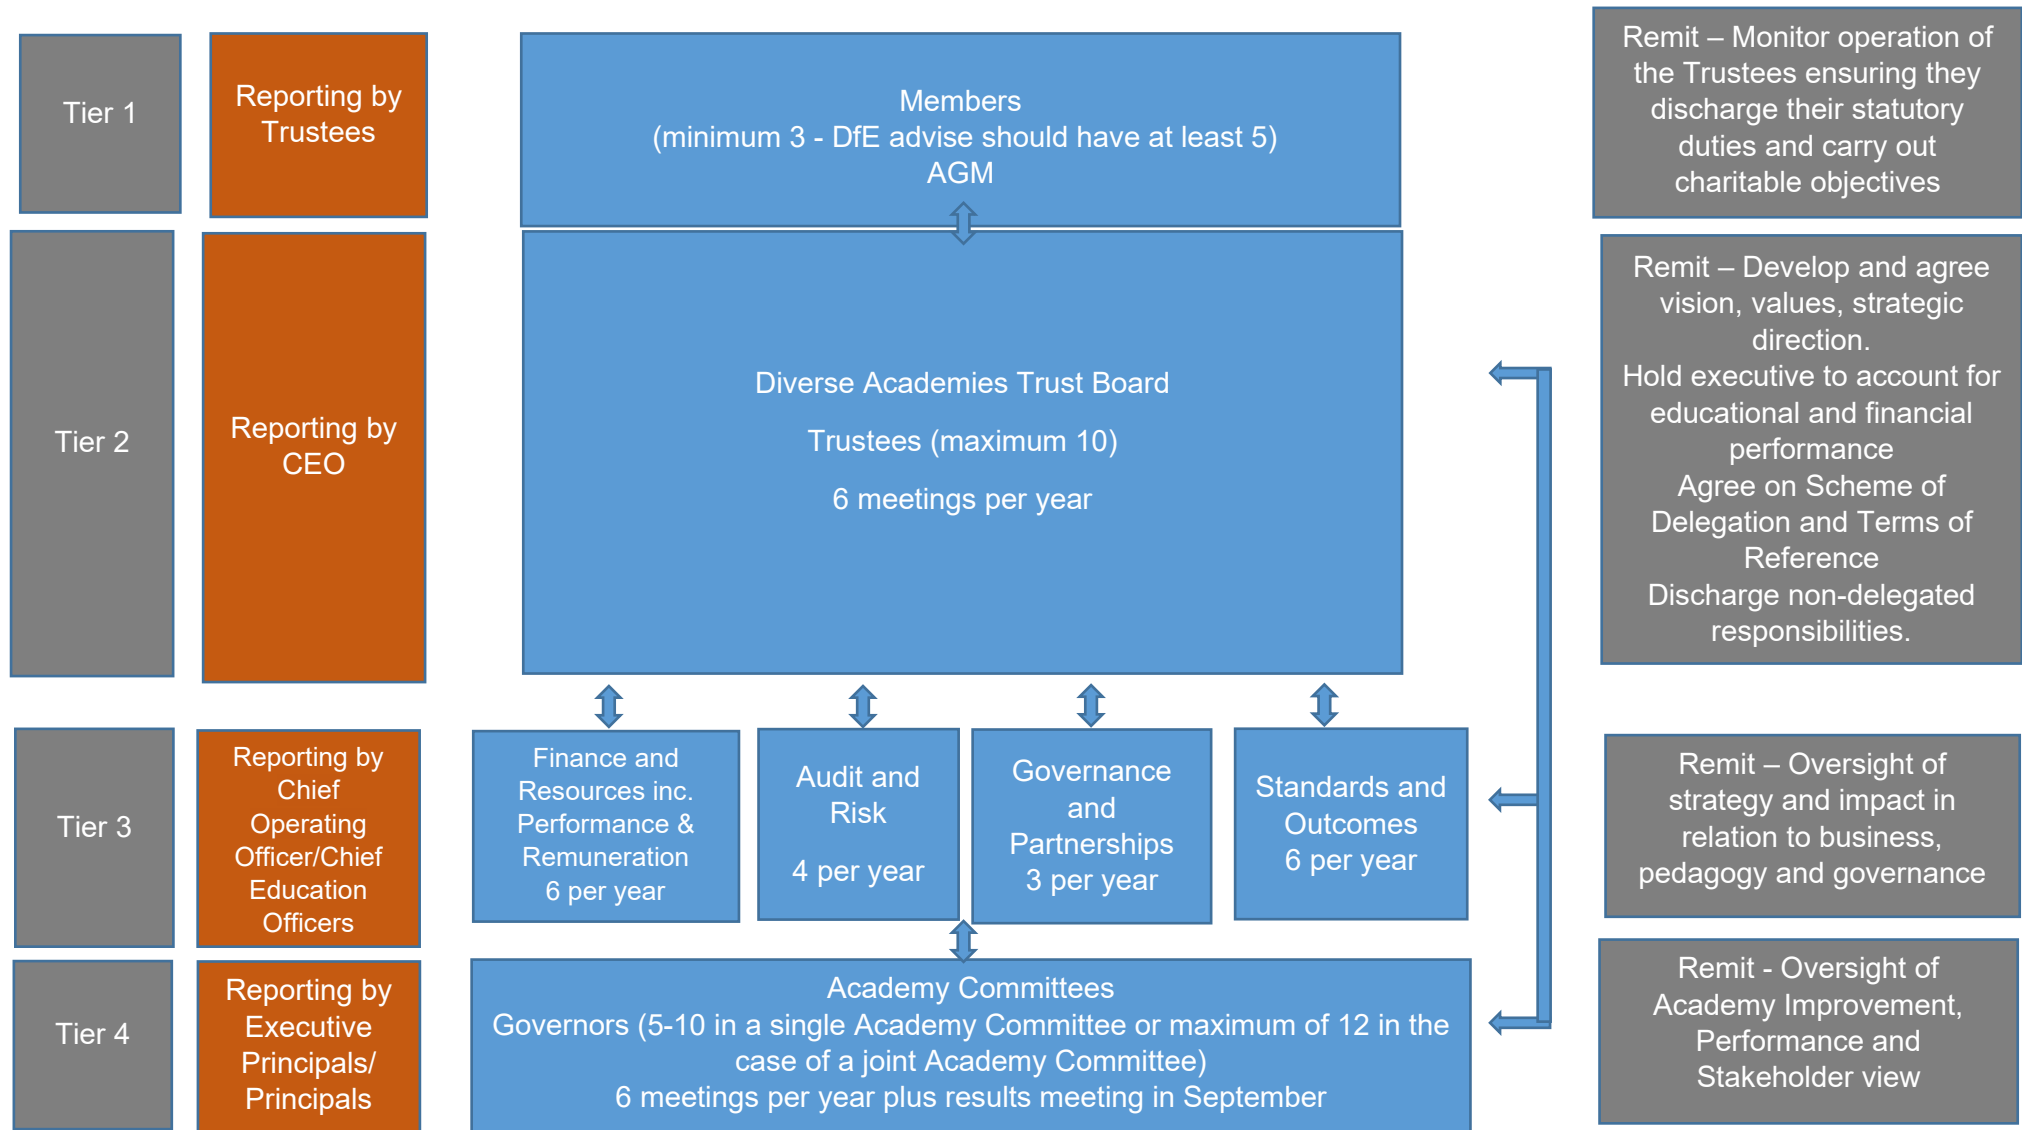 Tier 1
Reporting by
Trustees
Members
(minimum 3 - DfE advise should have at least 5)
AGM
Remit – Monitor operation of
the Trustees ensuring they
discharge their statutory
duties and carry out
charitable objectives
Tier 2
Reporting by
CEO
Diverse Academies Trust Board
Trustees (maximum 10)
6 meetings per year
Remit – Develop and agree
vision, values, strategic
direction.
Hold executive to account for
educational and financial
performance
Agree on Scheme of
Delegation and Terms of
Reference
Discharge non-delegated
responsibilities.
Tier 3
Reporting by
Chief
Operating
Officer/Chief
Education
Officers
Finance and
Resources inc.
Performance &
Remuneration
6 per year
Audit and
Risk
4 per year
Governance
and
Partnerships
3 per year
Standards and
Outcomes
6 per year
Remit – Oversight of
strategy and impact in
relation to business,
pedagogy and governance
Tier 4
Reporting by
Executive
Principals/
Principals
Academy Committees
Governors (5-10 in a single Academy Committee or maximum of 12 in the
case of a joint Academy Committee)
6 meetings per year plus results meeting in September
Remit - Oversight of
Academy Improvement,
Performance and
Stakeholder view